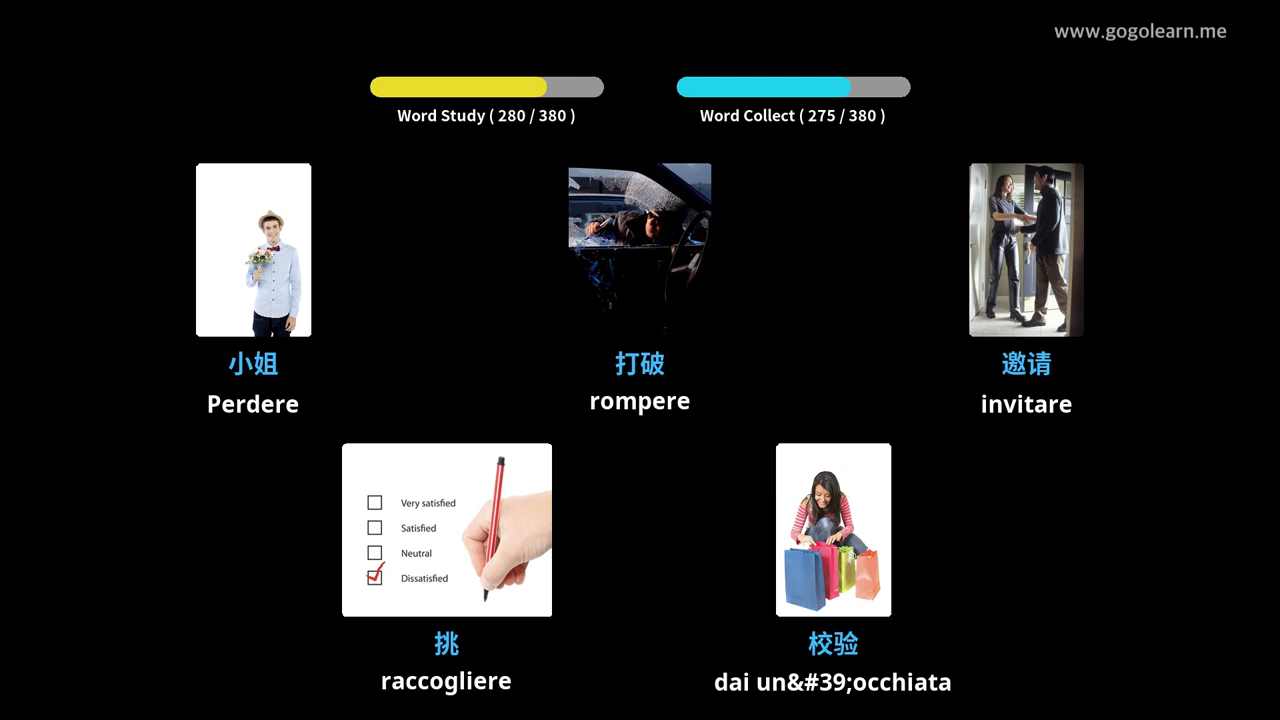 www.gogolearn.me
Word Study ( 280 / 380 )
Word Collect ( 275 / 380 )
小姐
Perdere
打破
rompere
邀请
invitare
Very satisfied
Satisfied
Neutral
Dissatisfied
挑
raccogliere
校验
dai un&#39;occhiata